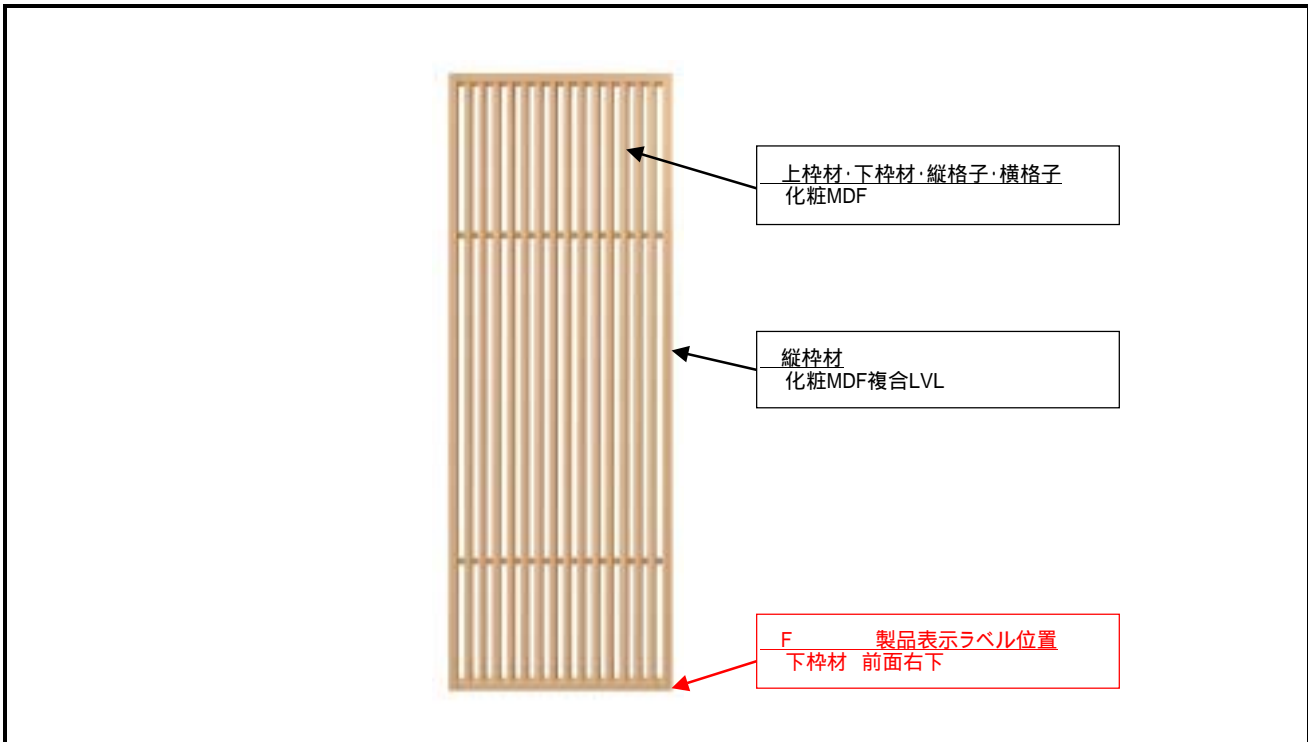 上枠材・下枠材・縦格子・横格子
化粧MDF
縦枠材
化粧MDF複合LVL
F　　　　製品表示ラベル位置
下枠材 前面右下